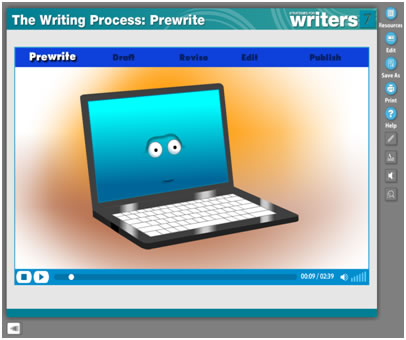 The Writing Process: Prewrite
writers 7
Resources
Prewrite Draft Revise Edit Publish
Edit
Save As
Print
Help
00:09 / 02:39